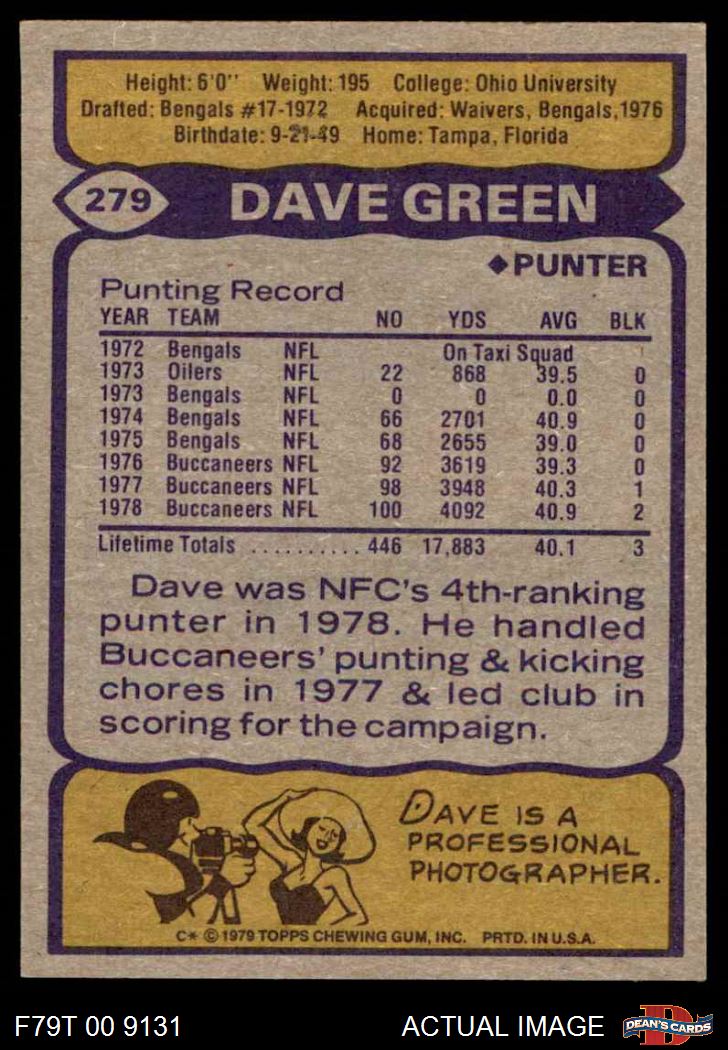 Height: 6'0'' Weight: 195 College: Ohio University
Drafted: Bengals #17-1972 Acquired: Waivers, Bengals, 1976
Birthdate: 9-21-49 Home: Tampa, Florida
279 DAVE GREEN
◆PUNTER
Punting Record
YEAR TEAM NO YDS AVG BLK
1972 Bengals NFL On Taxi Squad
1973 Oilers NFL 22 868 39.5 0
1973 Bengals NFL 0 0 0.0 0
1974 Bengals NFL 66 2701 40.9 0
1975 Bengals NFL 68 2655 39.0 0
1976 Buccaneers NFL 92 3619 39.3 0
1977 Buccaneers NFL 98 3948 40.3 1
1978 Buccaneers NFL 100 4092 40.9 2
Lifetime Totals .......... 446 17,883 40.1 3
Dave was NFC's 4th-ranking
punter in 1978. He handled
Buccaneers' punting & kicking
chores in 1977 & led club in
scoring for the campaign.
DAVE IS A
PROFESSIONAL
PHOTOGRAPHER.
C* © 1979 TOPPS CHEWING GUM, INC. PRTD. IN U.S.A.
F79T 00 9131 ACTUAL IMAGE D DEAN'S CARDS